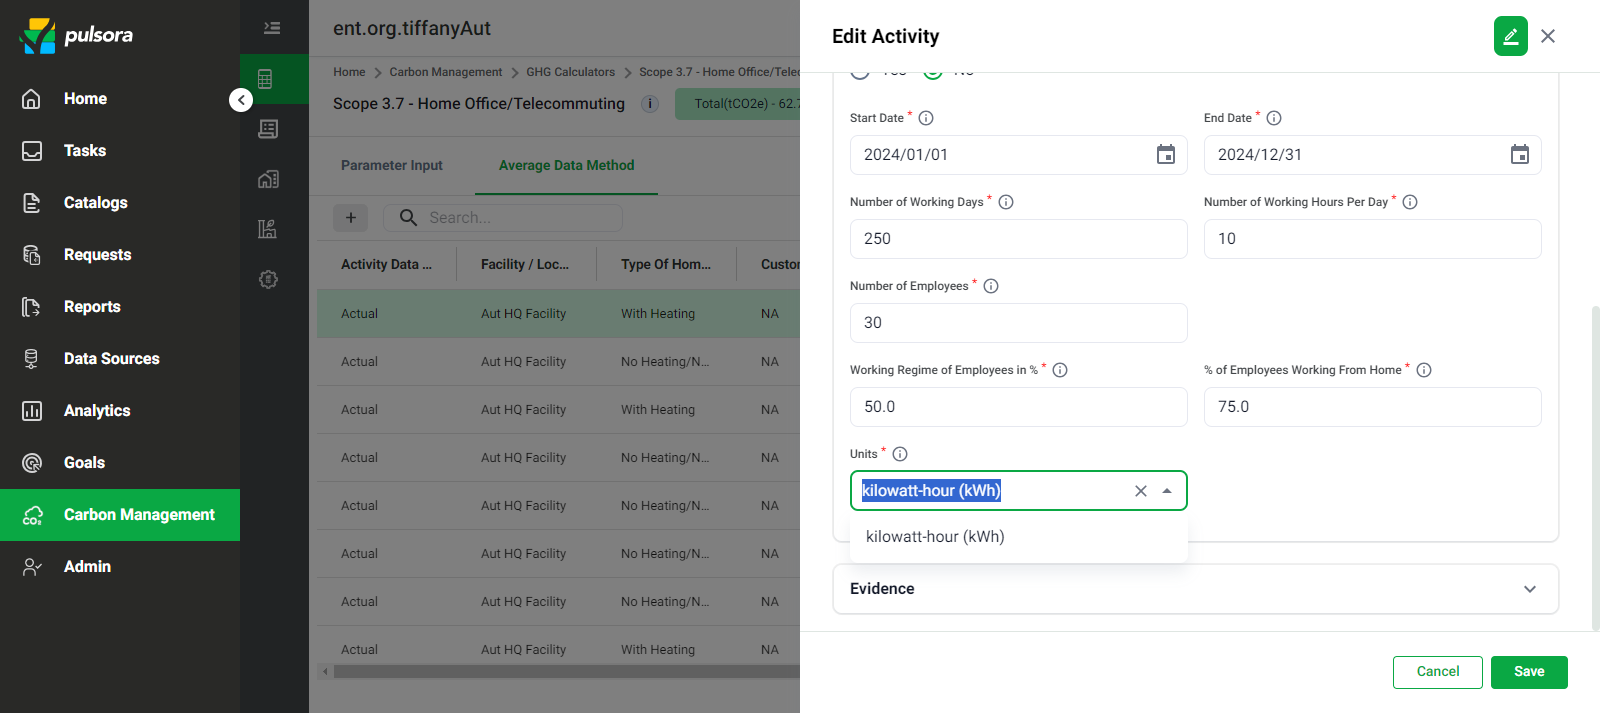 pulsora
Home
Tasks
Catalogs
Requests
Reports
Data Sources
Analytics
Goals
Carbon Management
Admin
ent.org.tiffanyAut
Home > Carbon Management > GHG Calculators > Scope 3.7 - Home Office/Telec
Scope 3.7 - Home Office/Telecommuting i Total(tCO2e) - 62.7
Parameter Input Average Data Method
+ Search...
Activity Data ... Facility / Loc... Type Of Hom... Custor
Actual Aut HQ Facility With Heating NA
Actual Aut HQ Facility No Heating/N... NA
Actual Aut HQ Facility With Heating NA
Actual Aut HQ Facility No Heating/N... NA
Actual Aut HQ Facility No Heating/N... NA
Actual Aut HQ Facility No Heating/N... NA
Actual Aut HQ Facility No Heating/N... NA
Actual Aut HQ Facility With Heating NA
Edit Activity
Yes No
Start Date * End Date *
2024/01/01 2024/12/31
Number of Working Days * Number of Working Hours Per Day *
250 10
Number of Employees *
30
Working Regime of Employees in % * % of Employees Working From Home *
50.0 75.0
Units *
kilowatt-hour (kWh)
kilowatt-hour (kWh)
Evidence
Cancel Save